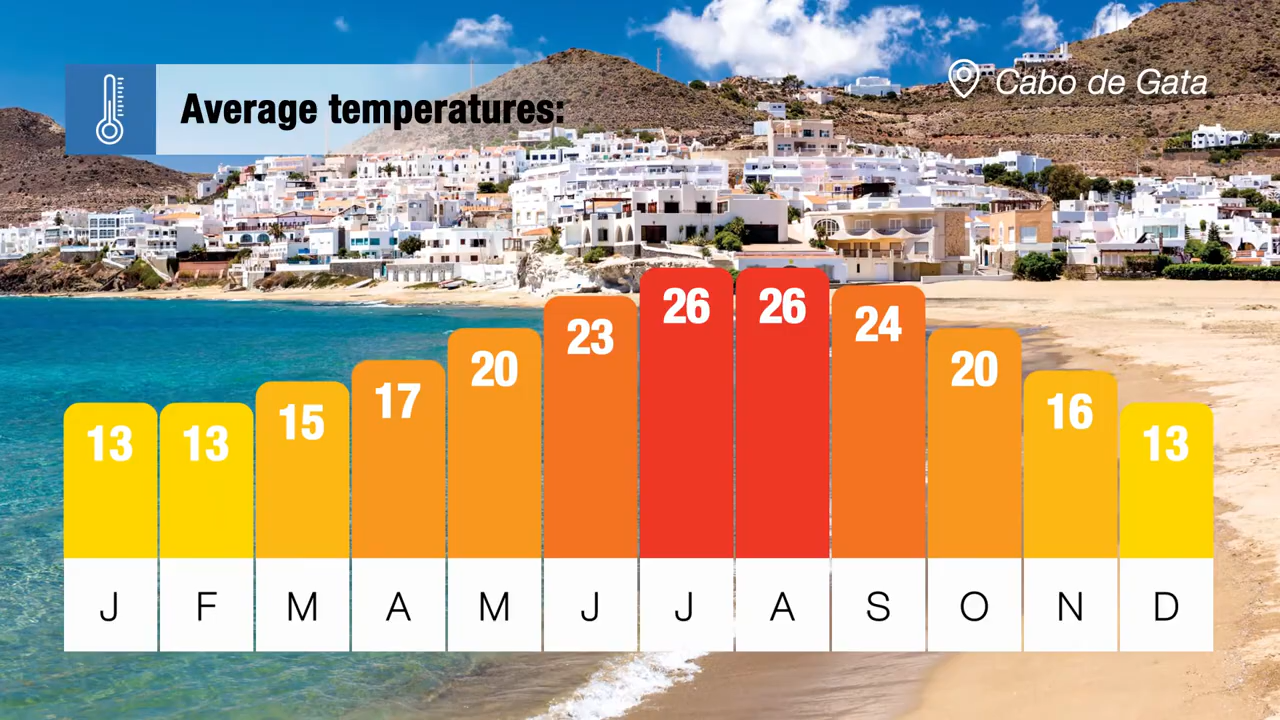 Average temperatures:
Cabo de Gata
13 13 15 17 20 23 26 26 24 20 16 13
J F M A M J J A S O N D